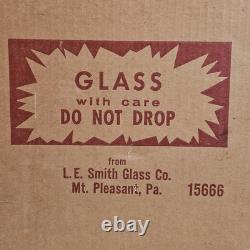 GLASS
with care
DO NOT DROP
from
L.E. Smith Glass Co.
Mt. Pleasant, Pa. 15666